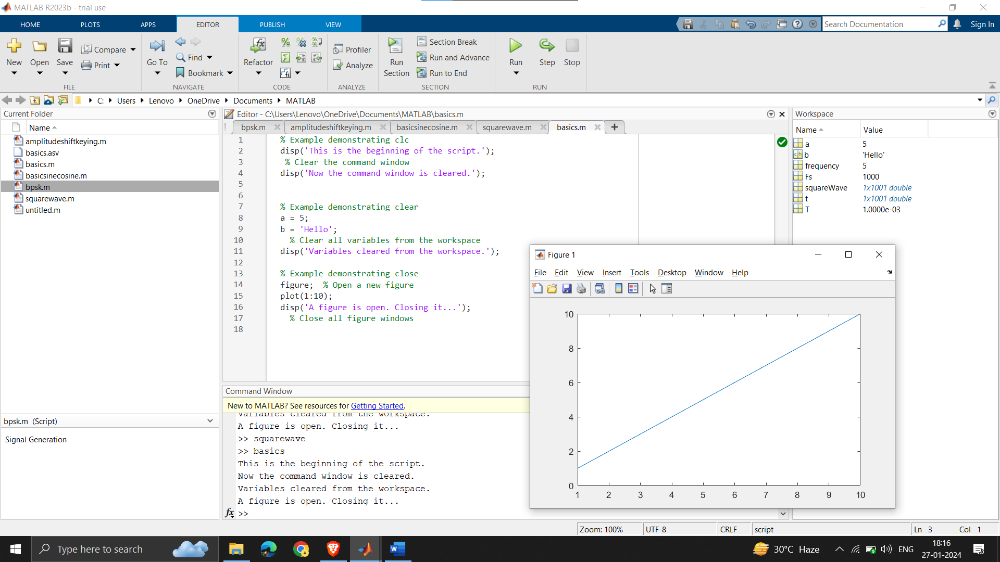 MATLAB R2023b - trial use
HOME PLOTS APPS EDITOR PUBLISH VIEW
Search Documentation
Sign In
New Open Save Compare Print
FILE
Go To Find Bookmark
NAVIGATE
Refactor
CODE
Profiler
Analyze
ANALYZE
Run Section
Section Break
Run and Advance
Run to End
SECTION
Run Step Stop
RUN
C: Users Lenovo OneDrive Documents MATLAB
Current Folder
Name
amplitudeshiftkeying.m
basics.asv
basics.m
basicsinecosine.m
bpsk.m
squarewave.m
untitled.m
bpsk.m (Script)
Signal Generation
Editor - C:\Users\Lenovo\OneDrive\Documents\MATLAB\basics.m
bpsk.m amplitudeshiftkeying.m basicsinecosine.m squarewave.m basics.m
1 % Example demonstrating clc
2 disp('This is the beginning of the script.');
3 % Clear the command window
4 disp('Now the command window is cleared.');
5
6
7 % Example demonstrating clear
8 a = 5;
9 b = 'Hello';
10 % Clear all variables from the workspace
11 disp('Variables cleared from the workspace.');
12
13 % Example demonstrating close
14 figure; % Open a new figure
15 plot(1:10);
16 disp('A figure is open. Closing it...');
17 % Close all figure windows
18
Command Window
New to MATLAB? See resources for Getting Started.
Variables cleared from the workspace.
A figure is open. Closing it...
>> squarewave
>> basics
This is the beginning of the script.
Now the command window is cleared.
Variables cleared from the workspace.
A figure is open. Closing it...
fx >>
Workspace
Name Value
a 5
b 'Hello'
frequency 5
Fs 1000
squareWave 1x1001 double
t 1x1001 double
T 1.0000e-03
Figure 1
File Edit View Insert Tools Desktop Window Help
10
8
6
4
2
0
1 2 3 4 5 6 7 8 9 10
Zoom: 100% UTF-8 CRLF script Ln 3 Col 1
Type here to search
30°C Haze
ENG
18:16
27-01-2024